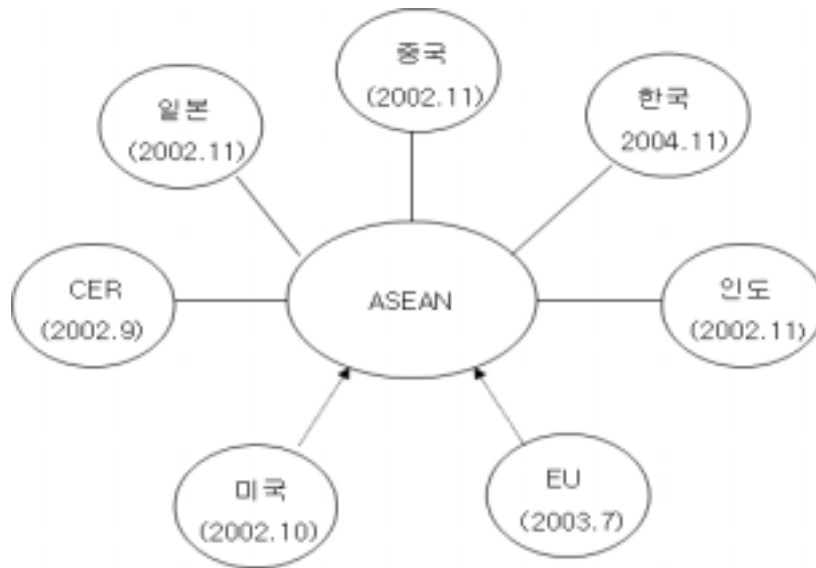 중국
(2002.11)
일본
(2002.11)
한국
2004.11)
CER
(2002.9)
ASEAN
인도
(2002.11)
미국
(2002.10)
EU
(2003.7)